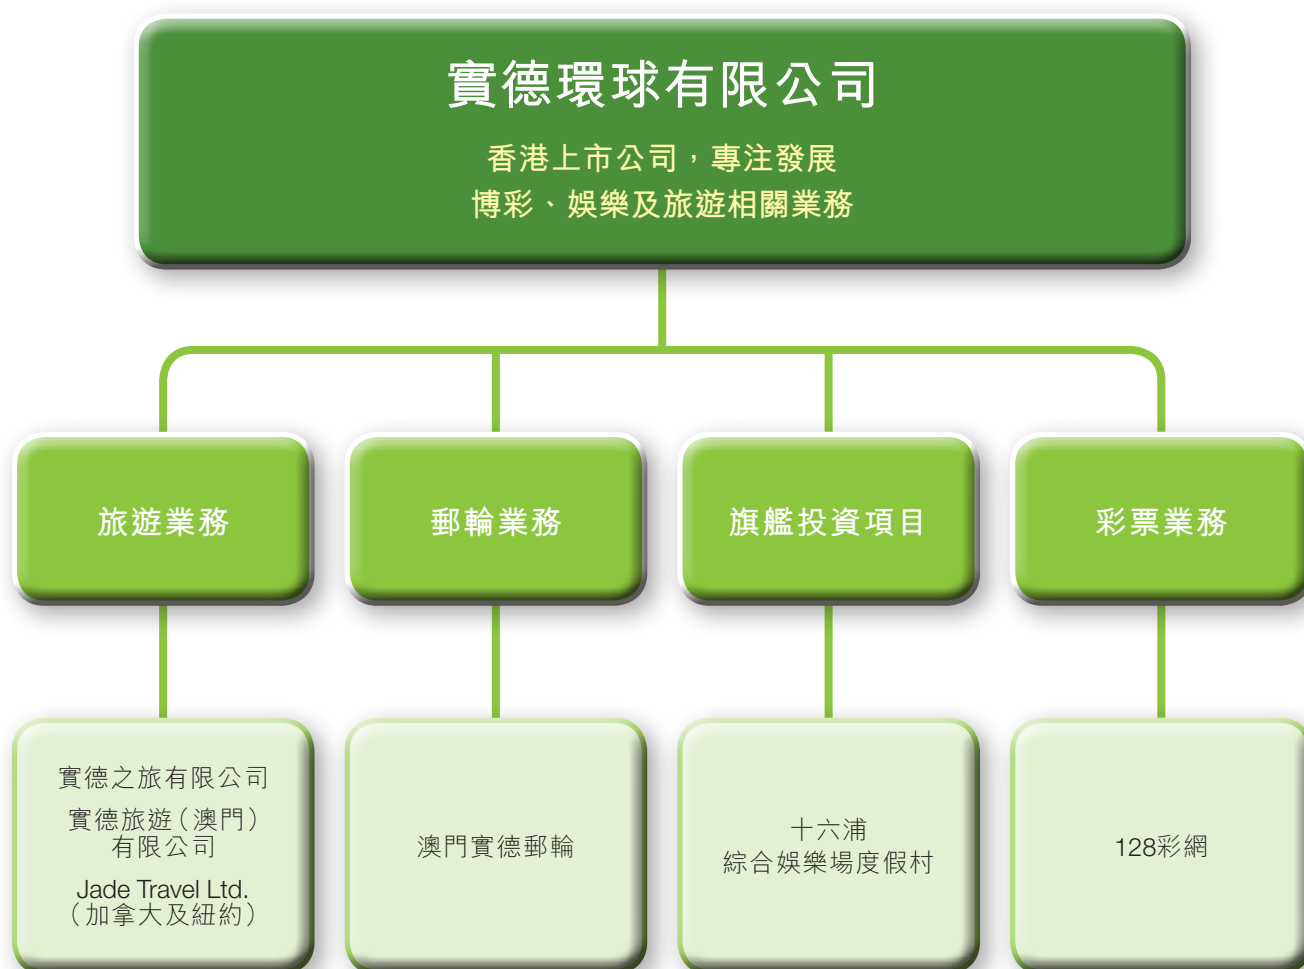 實德環球有限公司
香港上市公司，專注發展
博彩、娛樂及旅遊相關業務
旅遊業務
郵輪業務
旗艦投資項目
彩票業務
實德之旅有限公司
實德旅遊（澳門）
有限公司
Jade Travel Ltd.
（加拿大及紐約）
澳門實德郵輪
十六浦
綜合娛樂場度假村
128彩網